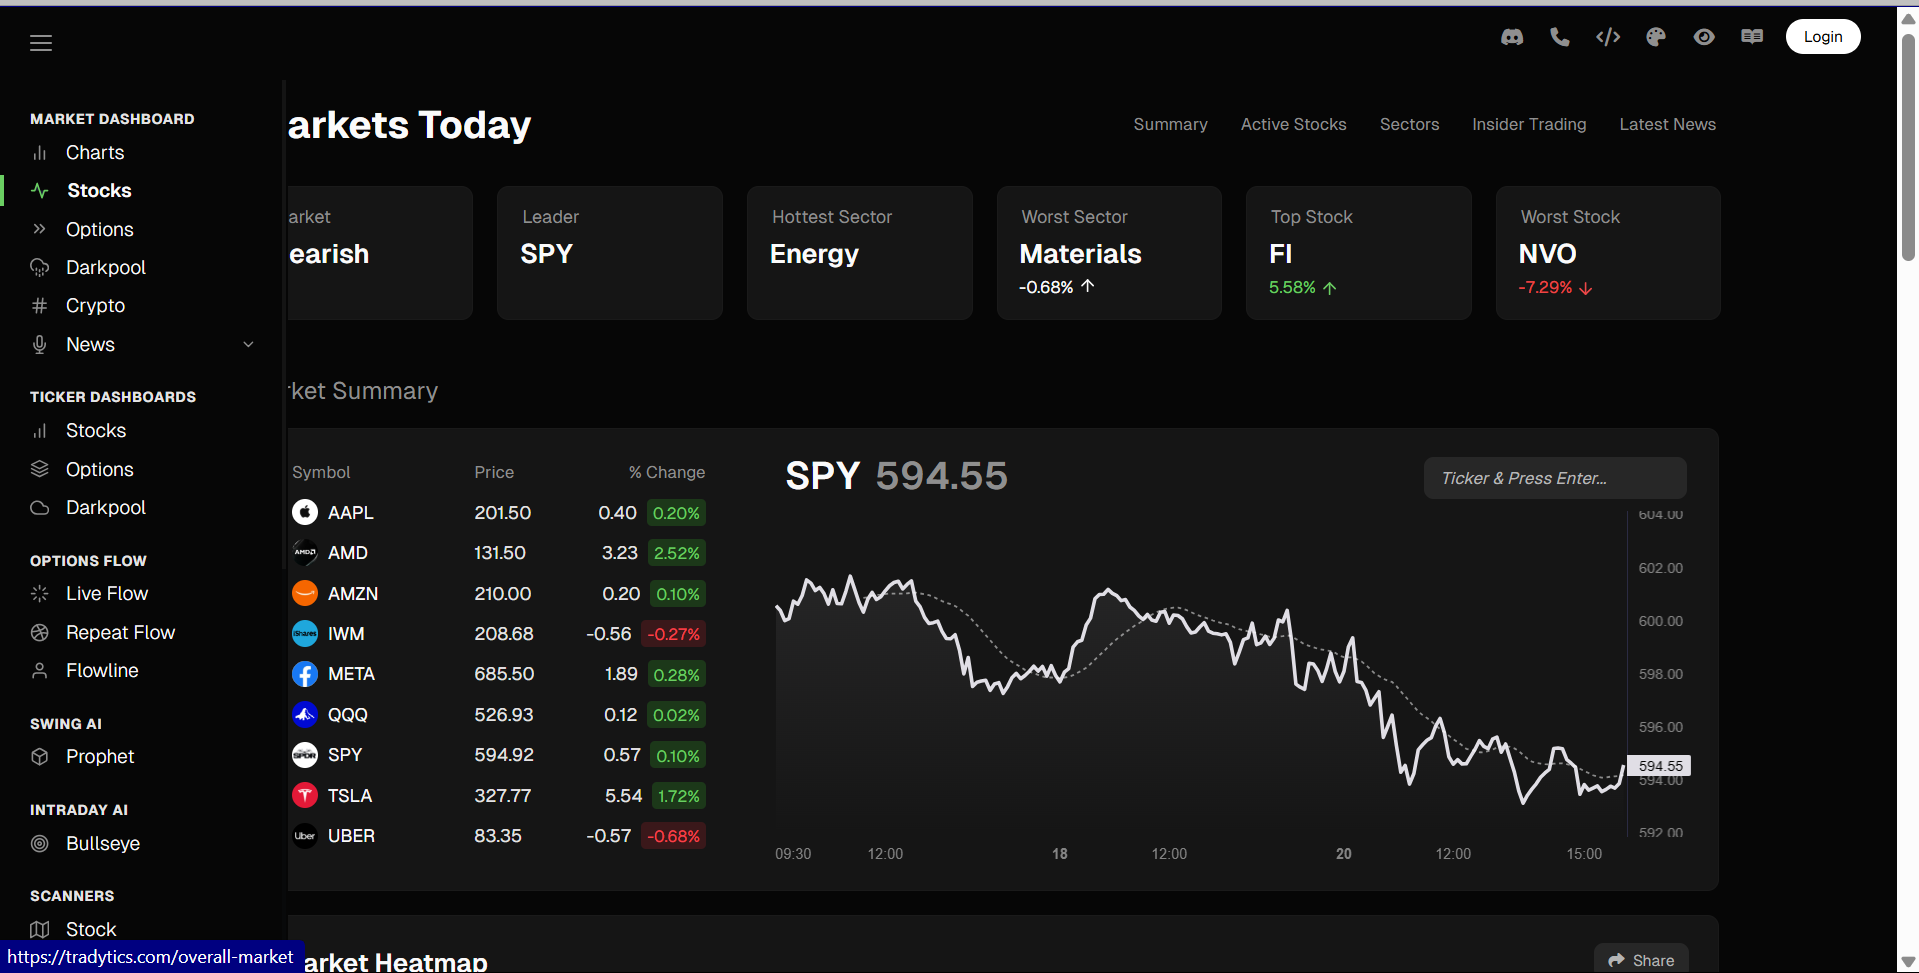 Login
MARKET DASHBOARD
Charts
Stocks
Options
Darkpool
Crypto
News
TICKER DASHBOARDS
Stocks
Options
Darkpool
OPTIONS FLOW
Live Flow
Repeat Flow
Flowline
SWING AI
Prophet
INTRADAY AI
Bullseye
SCANNERS
Stock
https://tradytics.com/overall-market
arkets Today
Summary Active Stocks Sectors Insider Trading Latest News
arket
earish
Leader
SPY
Hottest Sector
Energy
Worst Sector
Materials
-0.68% ↑
Top Stock
FI
5.58% ↑
Worst Stock
NVO
-7.29% ↓
rket Summary
Symbol Price % Change
AAPL 201.50 0.40 0.20%
AMD AMD 131.50 3.23 2.52%
AMZN 210.00 0.20 0.10%
iShares IWM 208.68 -0.56 -0.27%
META 685.50 1.89 0.28%
QQQ 526.93 0.12 0.02%
SPDR SPY 594.92 0.57 0.10%
TSLA 327.77 5.54 1.72%
Uber UBER 83.35 -0.57 -0.68%
SPY 594.55
Ticker & Press Enter...
604.00
602.00
600.00
598.00
596.00
594.55
594.00
592.00
09:30 12:00 18 12:00 20 12:00 15:00
arket Heatmap
Share